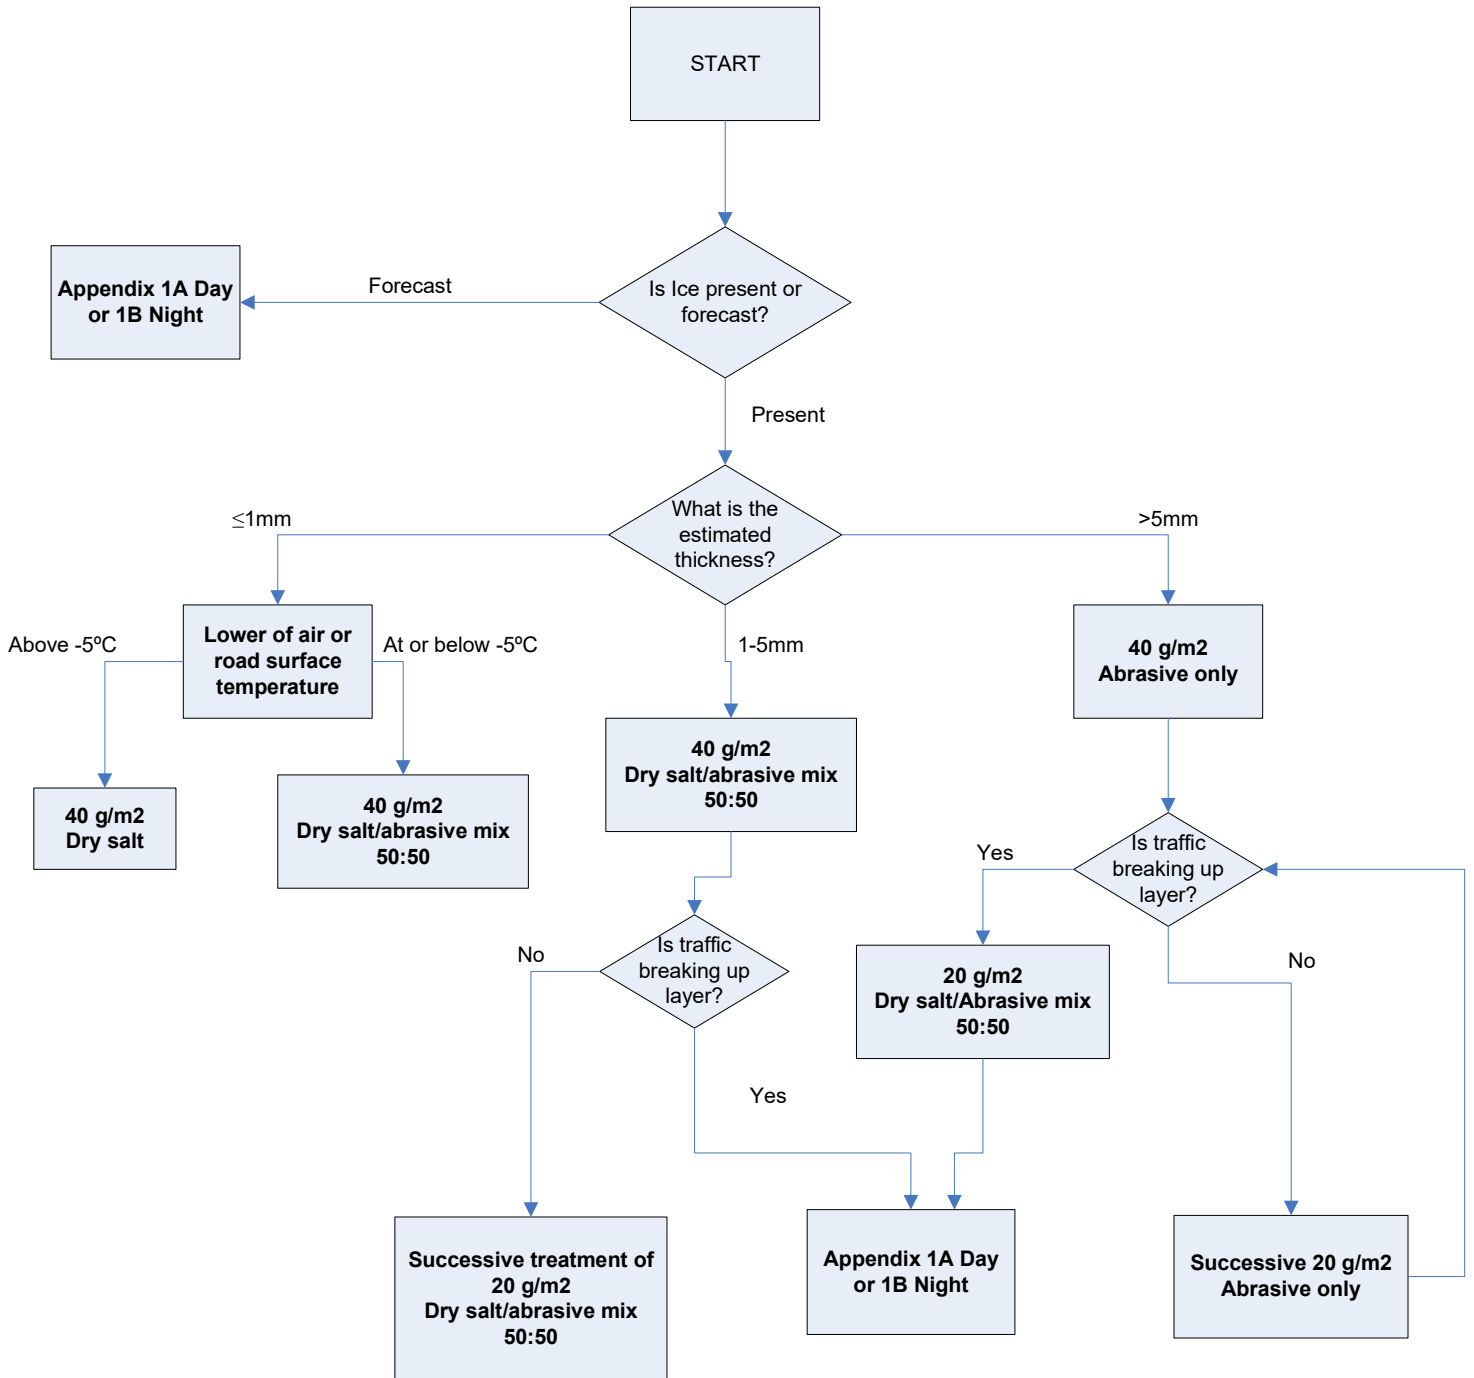 START
Is Ice present or
forecast?
Forecast
Appendix 1A Day
or 1B Night
Present
What is the
estimated
thickness?
≤1mm
>5mm
1-5mm
Lower of air or
road surface
temperature
Above -5ºC
At or below -5ºC
40 g/m2
Dry salt
40 g/m2
Dry salt/abrasive mix
50:50
40 g/m2
Dry salt/abrasive mix
50:50
40 g/m2
Abrasive only
Is traffic
breaking up
layer?
No
Yes
Is traffic
breaking up
layer?
Yes
No
20 g/m2
Dry salt/Abrasive mix
50:50
Successive treatment of
20 g/m2
Dry salt/abrasive mix
50:50
Appendix 1A Day
or 1B Night
Successive 20 g/m2
Abrasive only